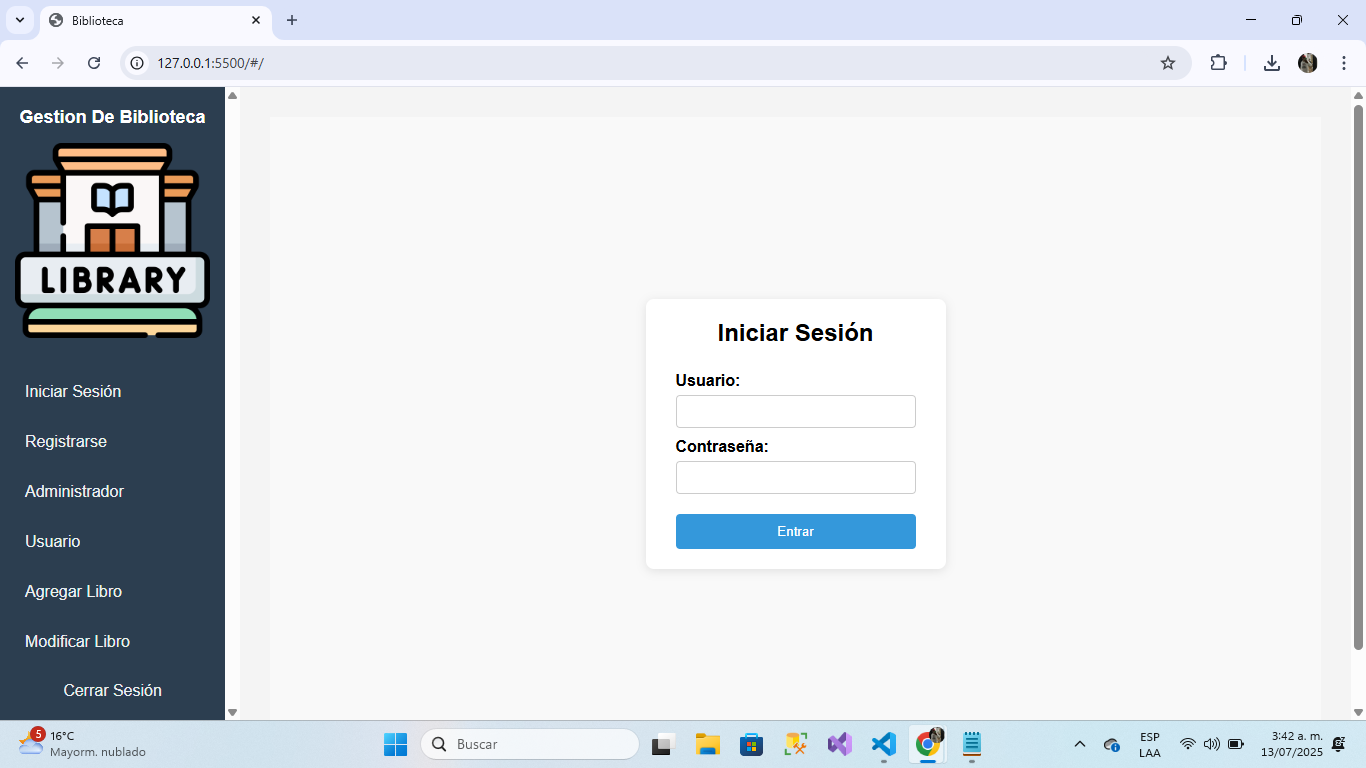 Biblioteca
127.0.0.1:5500/#/
Gestion De Biblioteca
LIBRARY
Iniciar Sesión
Registrarse
Administrador
Usuario
Agregar Libro
Modificar Libro
Cerrar Sesión
Iniciar Sesión
Usuario:
Contraseña:
Entrar
5
16°C
Mayorm. nublado
Buscar
ESP
LAA
3:42 a. m.
13/07/2025